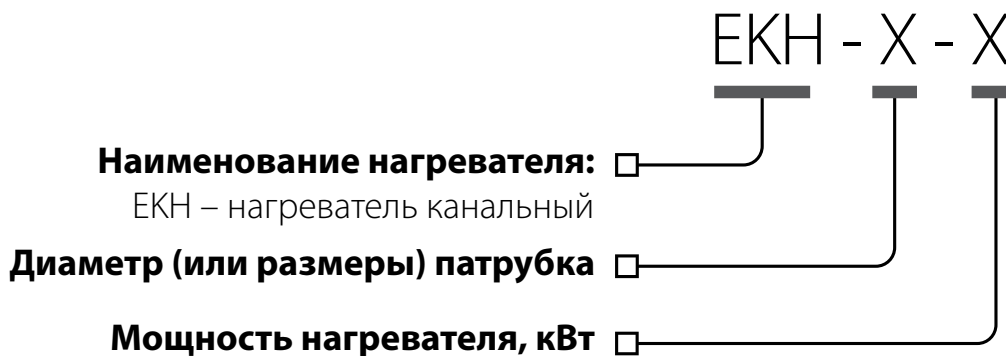 ЕКН - Х - Х
Наименование нагревателя:
ЕКН – нагреватель канальный
Диаметр (или размеры) патрубка
Мощность нагревателя, кВт